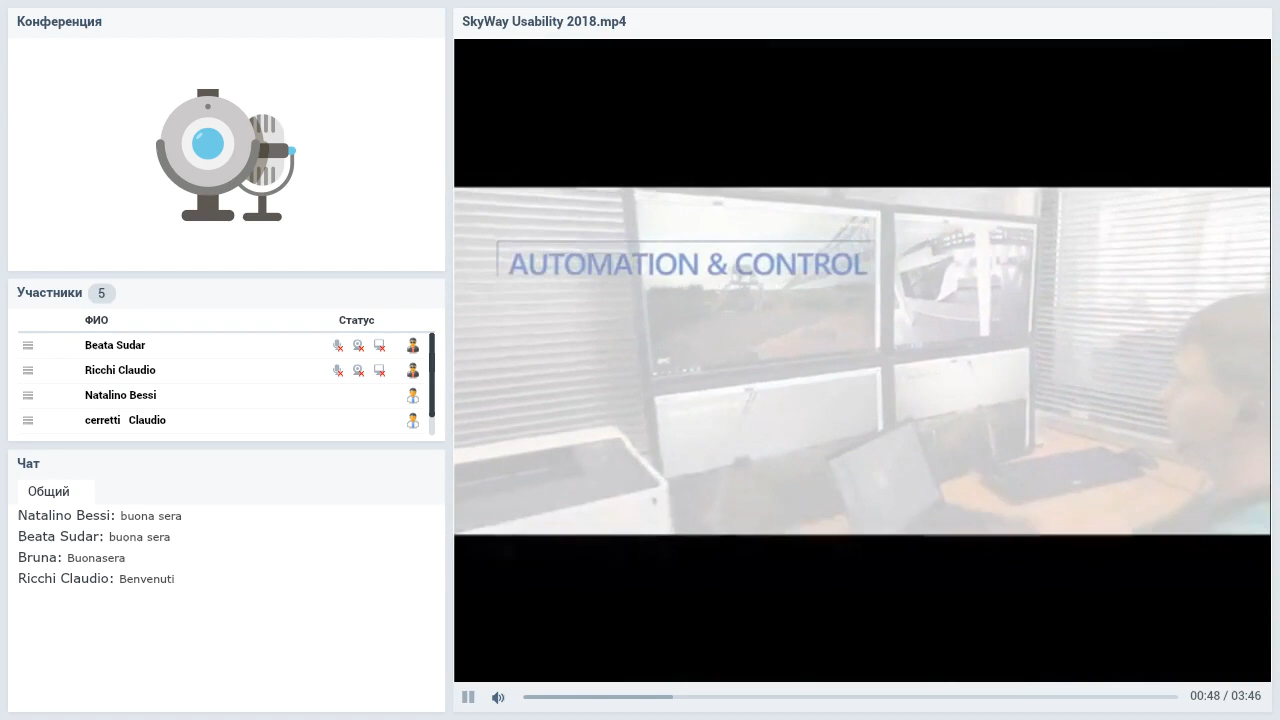 Конференция
SkyWay Usability 2018.mp4
AUTOMATION & CONTROL
Участники 5
ФИО Статус
Beata Sudar
Ricchi Claudio
Natalino Bessi
cerretti Claudio
Чат
Общий
Natalino Bessi: buona sera
Beata Sudar: buona sera
Bruna: Buonasera
Ricchi Claudio: Benvenuti
00:48 / 03:46